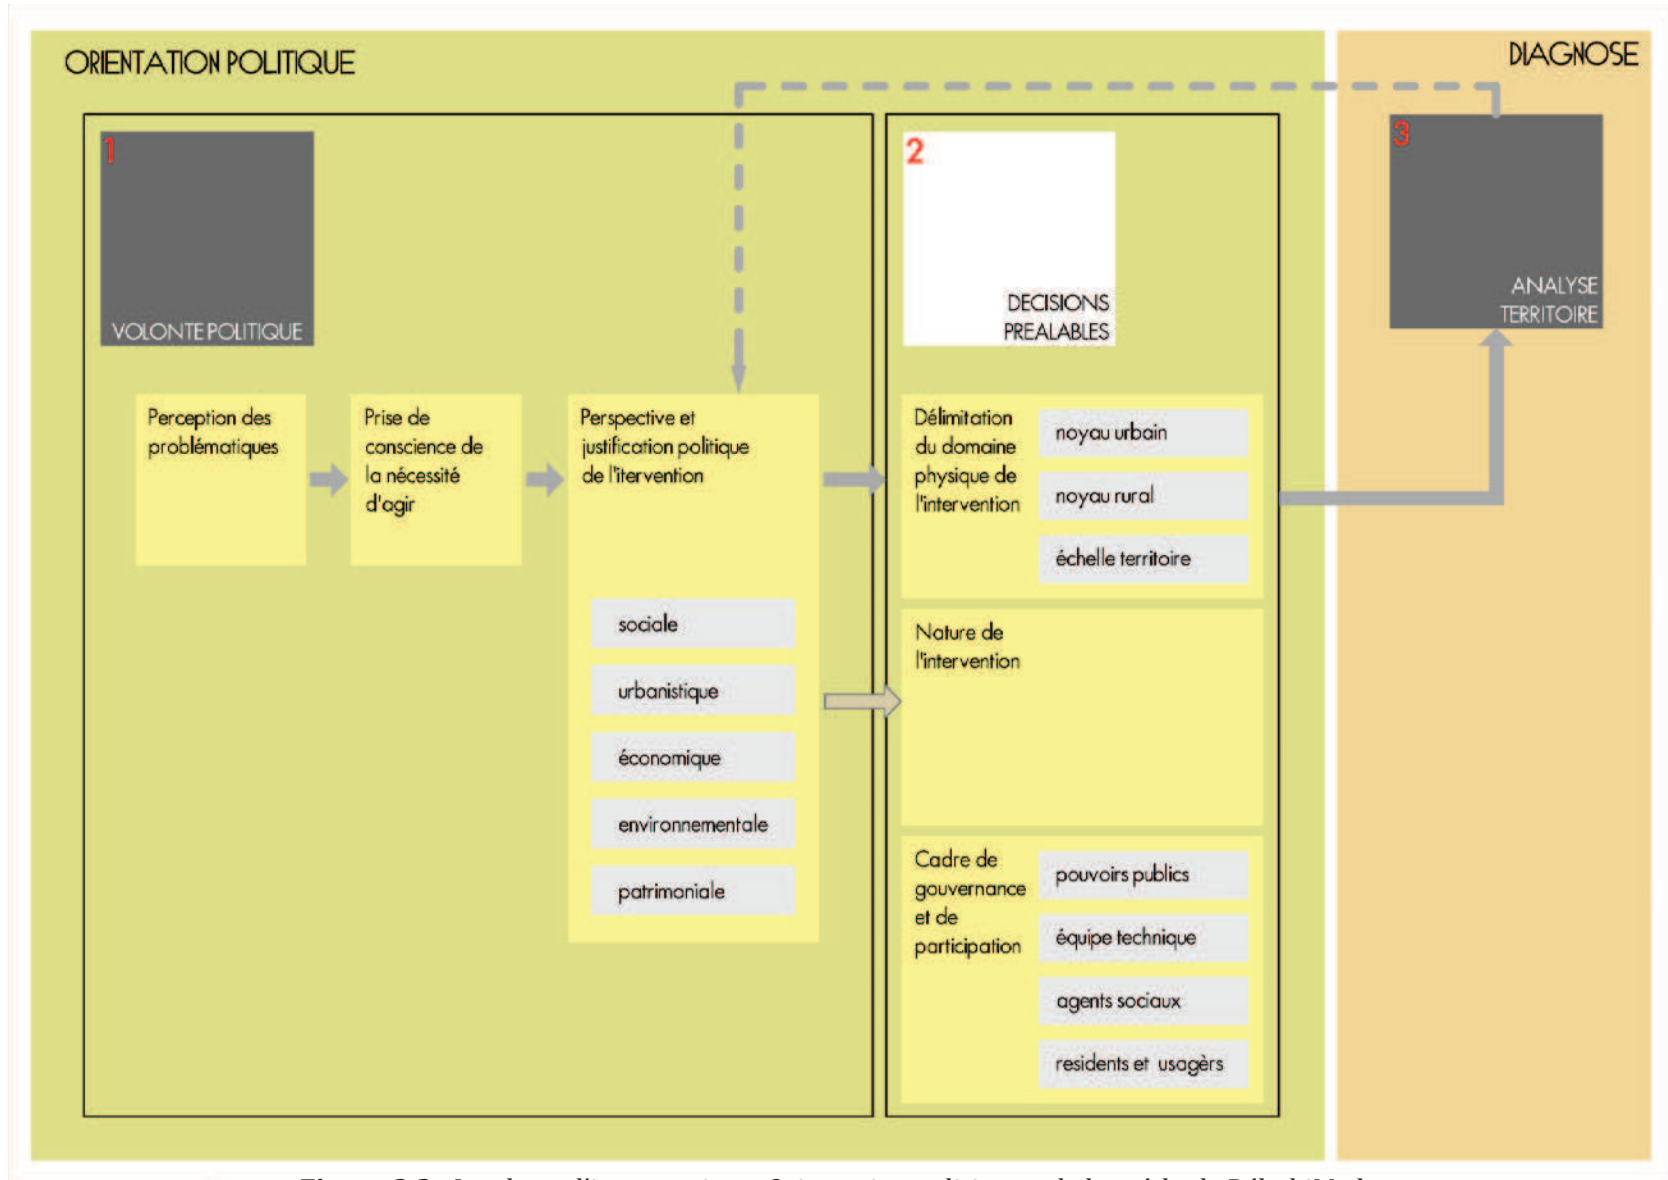 ORIENTATION POLITIQUE
DIAGNOSE
1
VOLONTE POLITIQUE
Perception des
problématiques
Prise de
conscience de
la nécessité
d'agir
Perspective et
justification politique
de l'itervention
sociale
urbanistique
économique
environnementale
patrimoniale
2
DECISIONS
PREALABLES
Délimitation
du domaine
physique de
l'intervention
noyau urbain
noyau rural
échelle territoire
Nature de
l'intervention
Cadre de
gouvernance
et de
participation
pouvoirs publics
équipe technique
agents sociaux
residents et usagèrs
3
ANALYSE
TERRITOIRE